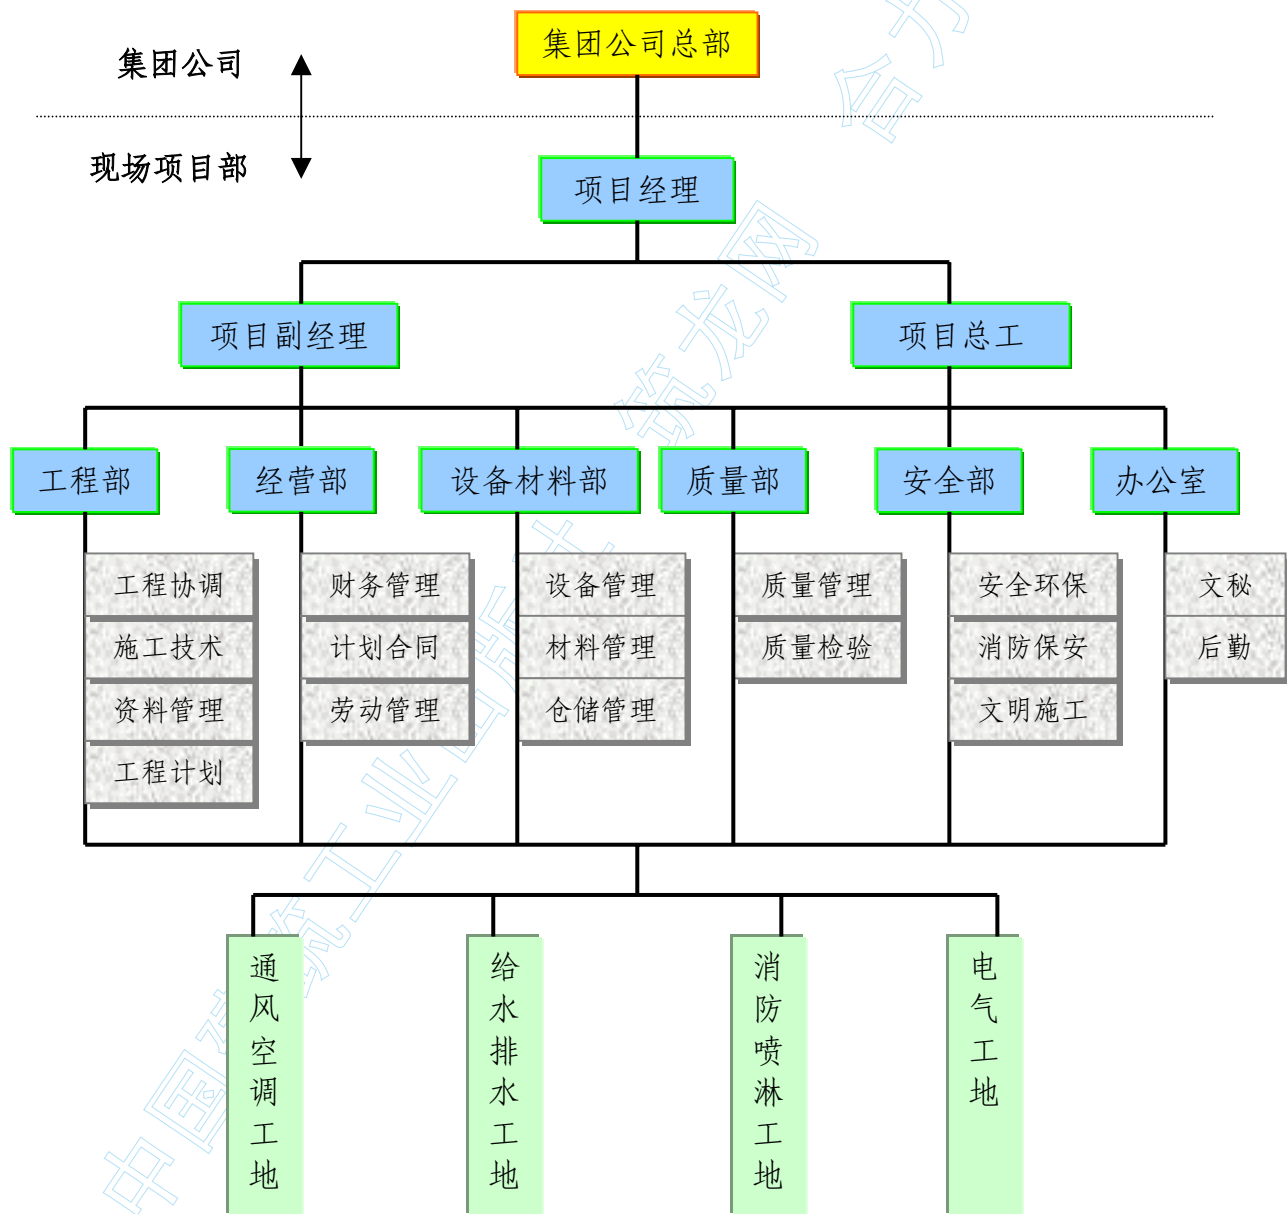 集团公司总部
集团公司
现场项目部
项目经理
项目副经理
项目总工
工程部
经营部
设备材料部
质量部
安全部
办公室
工程协调
施工技术
资料管理
工程计划
财务管理
计划合同
劳动管理
设备管理
材料管理
仓储管理
质量管理
质量检验
安全环保
消防保安
文明施工
文秘
后勤
通风空调工地
给水排水工地
消防喷淋工地
电气工地
筑龙网